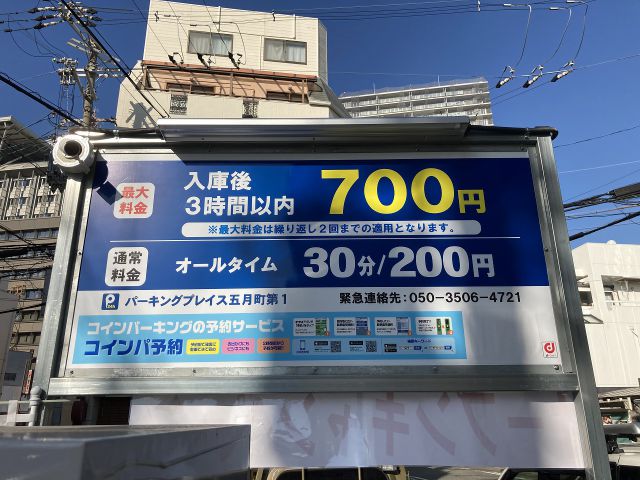 最大
料金
入庫後
3時間以内
700円
※最大料金は繰り返し2回までの適用となります。
通常
料金
オールタイム
30分/200円
P
パーキングプレイス五月町第1
緊急連絡先：050-3506-4721
コインパーキングの予約サービス
コインパ予約